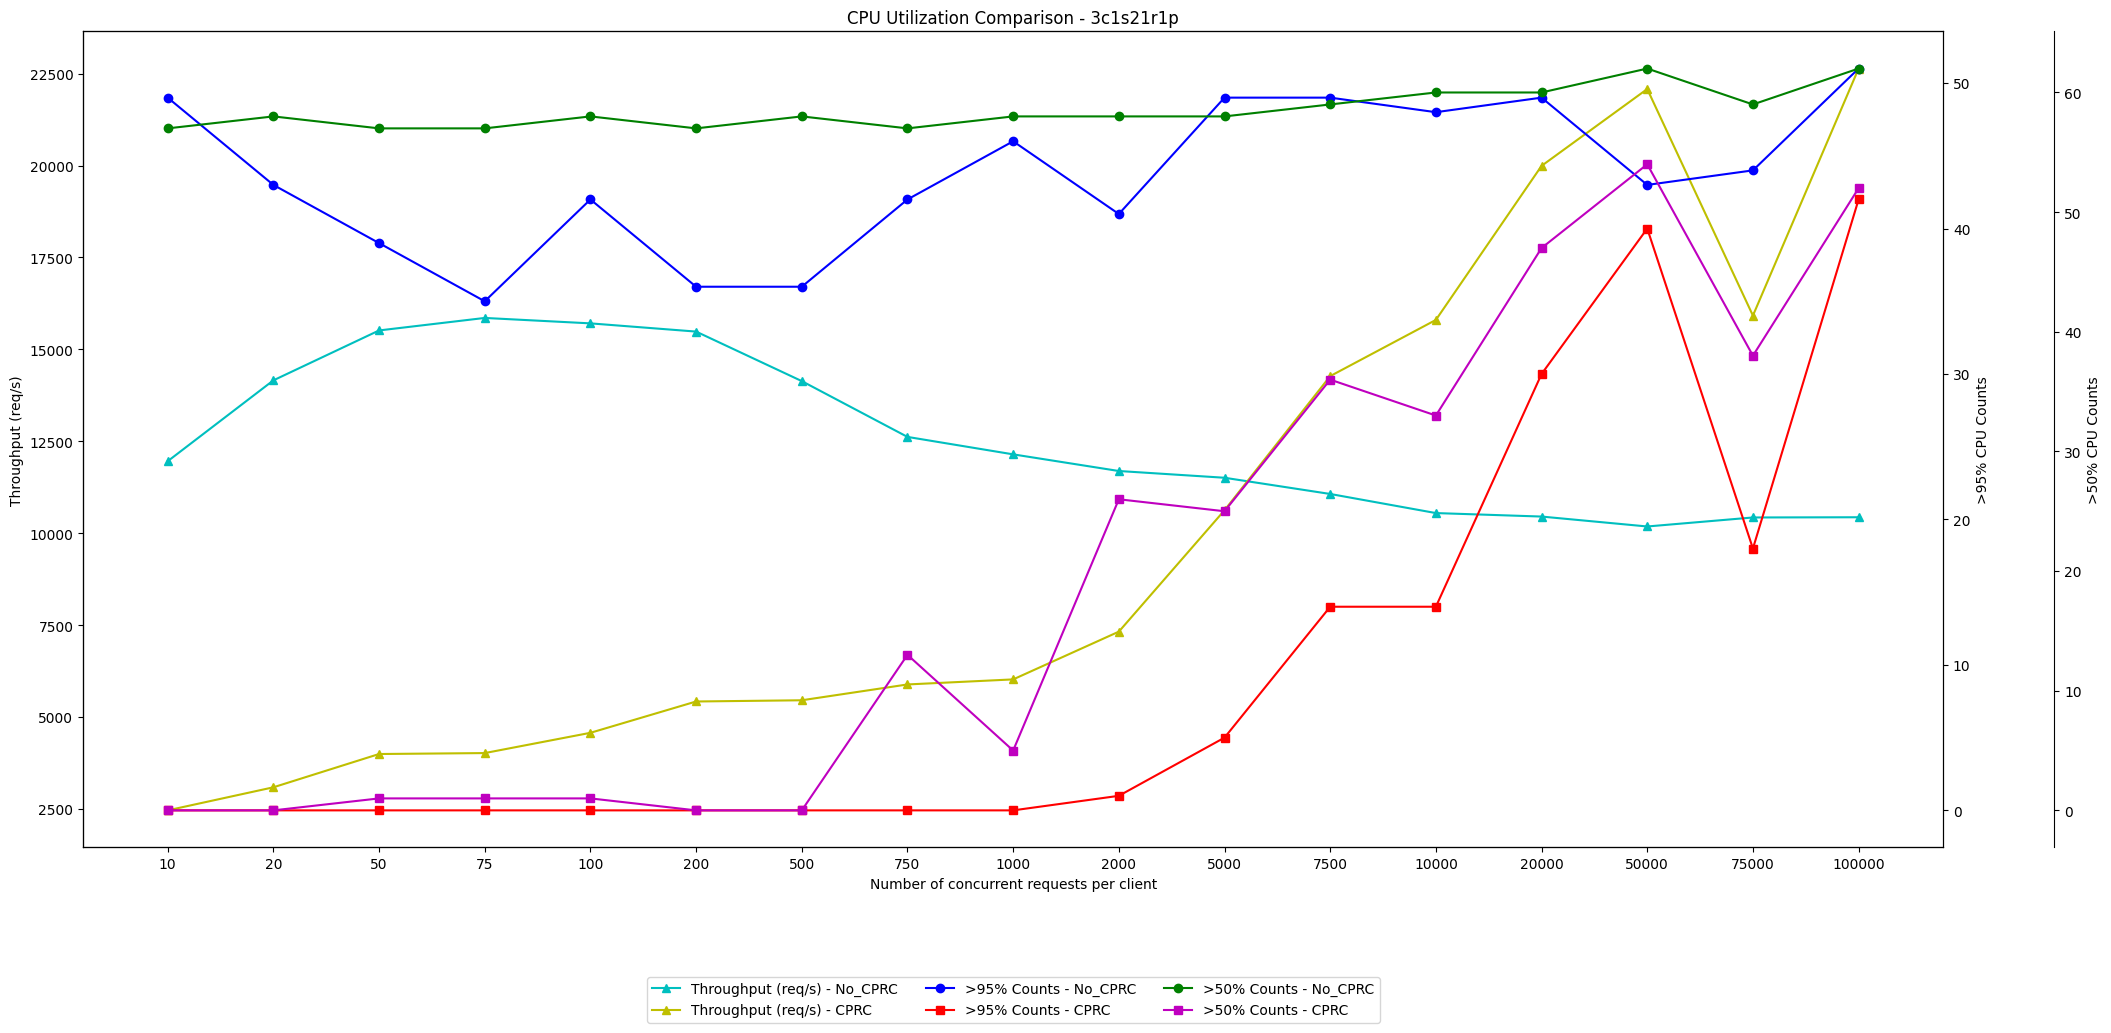 CPU Utilization Comparison - 3c1s21r1p
22500
20000
17500
15000
12500
10000
7500
5000
2500
Throughput (req/s)
50
40
30
20
10
0
>95% CPU Counts
60
50
40
30
20
10
0
>50% CPU Counts
10 20 50 75 100 200 500 750 1000 2000 5000 7500 10000 20000 50000 75000 100000
Number of concurrent requests per client
Throughput (req/s) - No_CPRC >95% Counts - No_CPRC >50% Counts - No_CPRC
Throughput (req/s) - CPRC >95% Counts - CPRC >50% Counts - CPRC